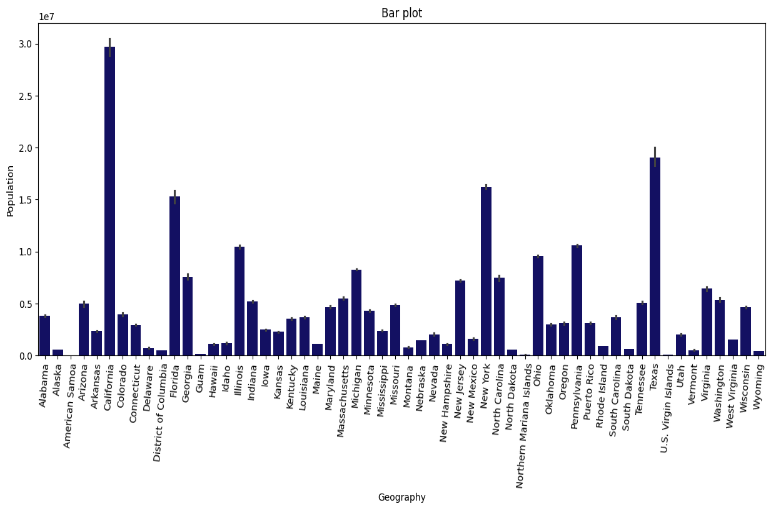 Bar plot
1e7
3.0
2.5
2.0
1.5
1.0
0.5
0.0
Population
Alabama
Alaska
American Samoa
Arizona
Arkansas
California
Colorado
Connecticut
Delaware
District of Columbia
Florida
Georgia
Guam
Hawaii
Idaho
Illinois
Indiana
Iowa
Kansas
Kentucky
Louisiana
Maine
Maryland
Massachusetts
Michigan
Minnesota
Mississippi
Missouri
Montana
Nebraska
Nevada
New Hampshire
New Jersey
New Mexico
New York
North Carolina
North Dakota
Northern Mariana Islands
Ohio
Oklahoma
Oregon
Pennsylvania
Puerto Rico
Rhode Island
South Carolina
South Dakota
Tennessee
Texas
U.S. Virgin Islands
Utah
Vermont
Virginia
Washington
West Virginia
Wisconsin
Wyoming
Geography